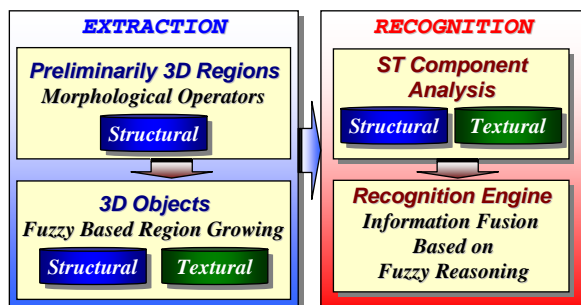 EXTRACTION
Preliminarily 3D Regions
Morphological Operators
Structural
3D Objects
Fuzzy Based Region Growing
Structural Textural
RECOGNITION
ST Component
Analysis
Structural Textural
Recognition Engine
Information Fusion
Based on
Fuzzy Reasoning